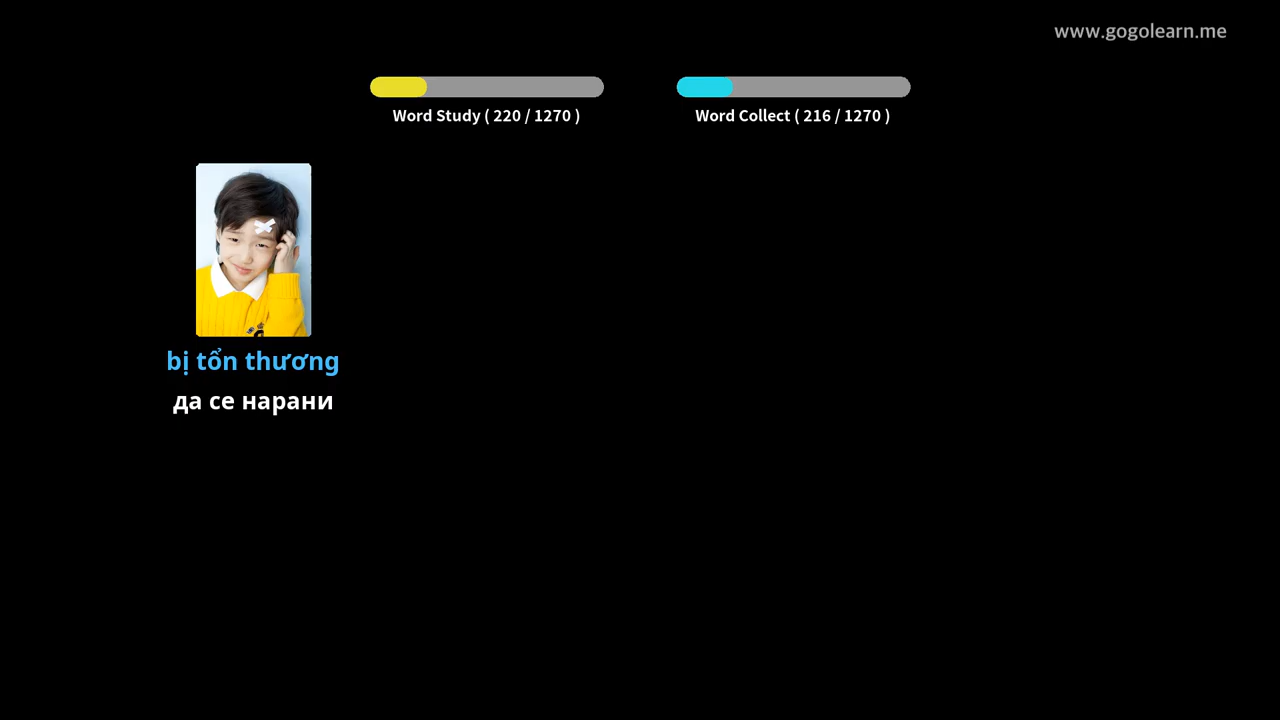 www.gogolearn.me
Word Study ( 220 / 1270 )
Word Collect ( 216 / 1270 )
bị tổn thương
да се нарани